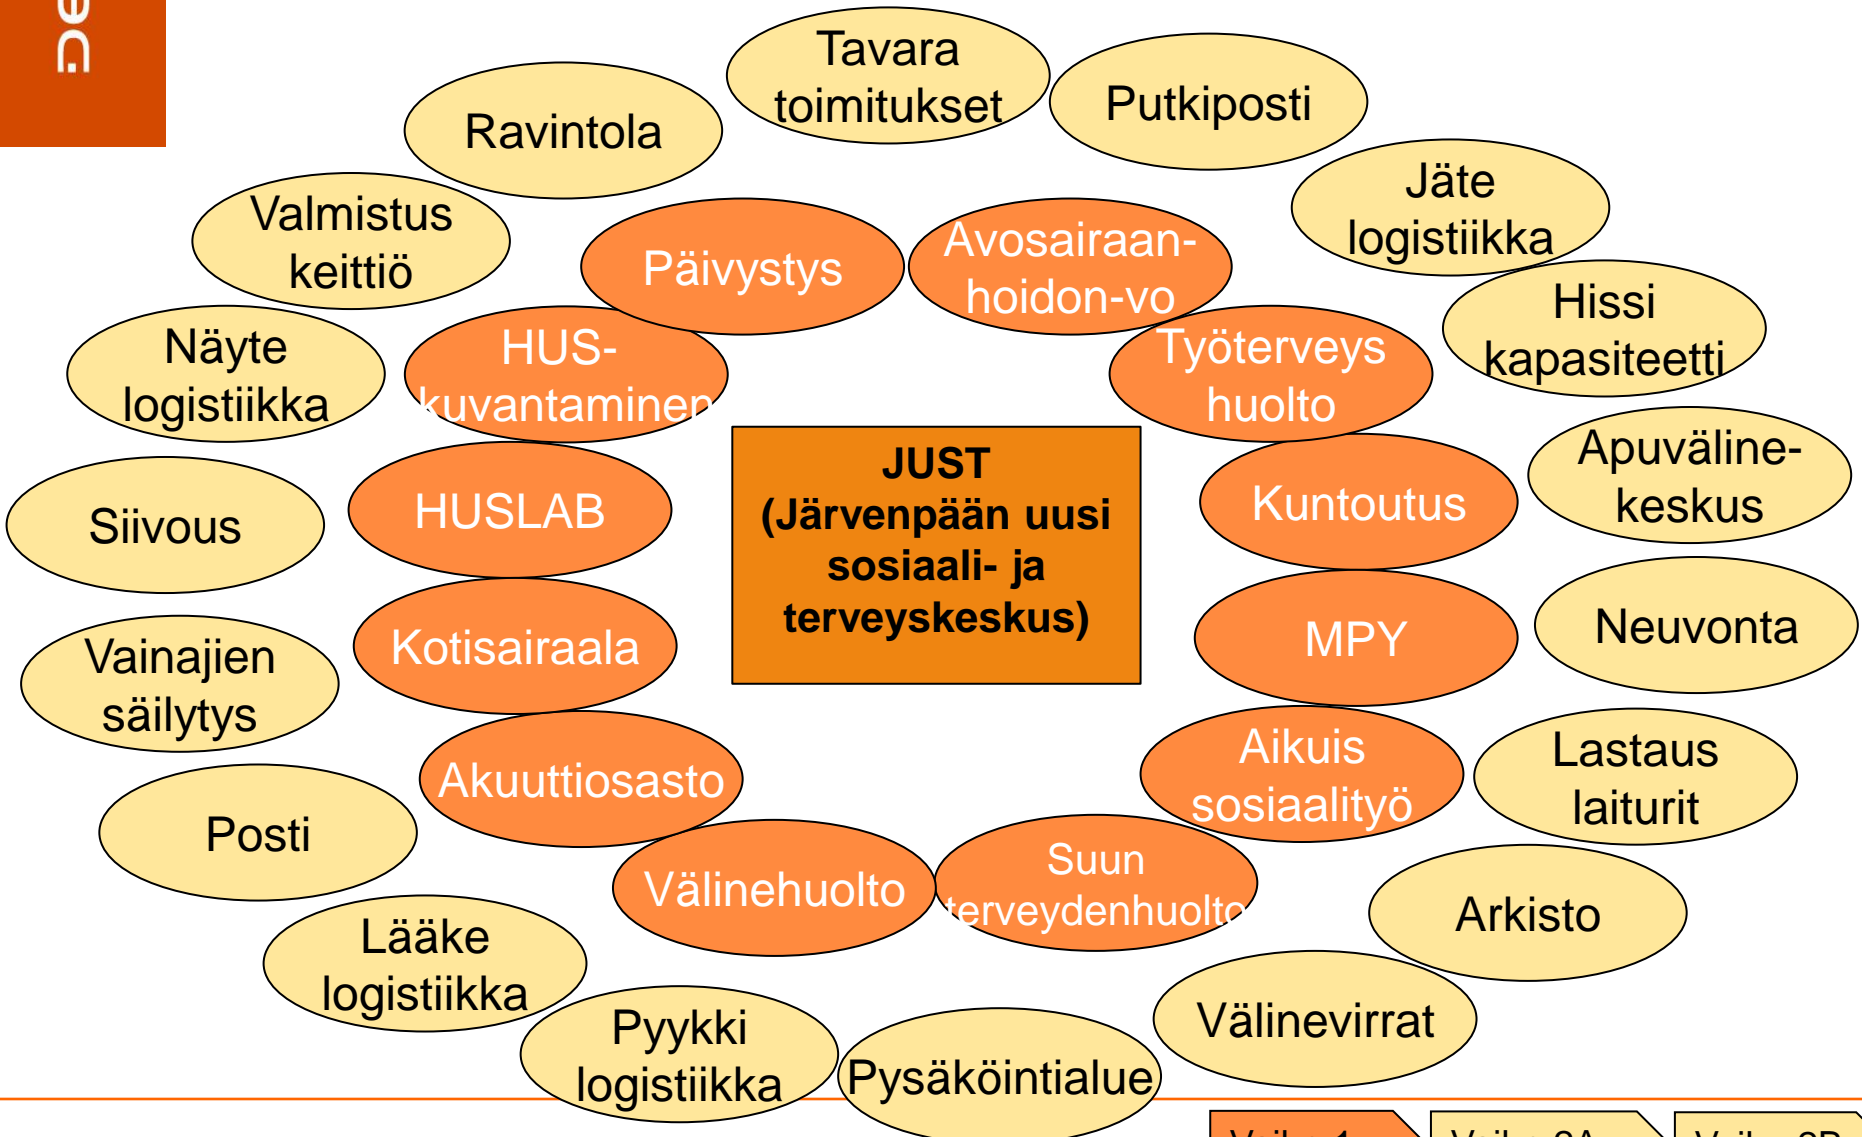 Tavara
toimitukset
Putkiposti
Ravintola
Jäte
logistiikka
Valmistus
keittiö
Päivystys
Avosairaan-
hoidon-vo
Hissi
kapasiteetti
Näyte
logistiikka
HUS-
kuvantaminen
Työterveys
huolto
Apuväline-
keskus
JUST
(Järvenpään uusi
sosiaali- ja
terveyskeskus)
Siivous
HUSLAB
Kuntoutus
Neuvonta
Vainajien
säilytys
Kotisairaala
MPY
Lastaus
laiturit
Aikuis
sosiaalityö
Akuuttiosasto
Posti
Välinehuolto
Suun
terveydenhuolto
Arkisto
Lääke
logistiikka
Välinevirrat
Pyykki
logistiikka
Pysäköintialue